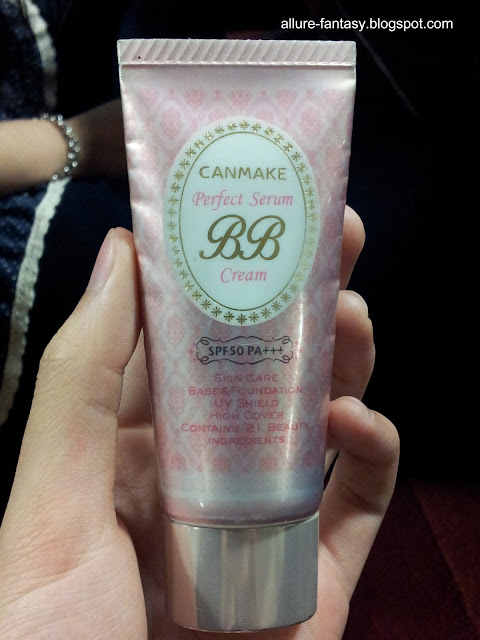 allure-fantasy.blogspot.com
CANMAKE
Perfect Serum
BB
Cream
SPF50 PA+++
SKIN CARE
BASE&FOUNDATION
UV SHIELD
HIGH COVER
CONTAINS 21 BEAUTY
INGREDIENTS